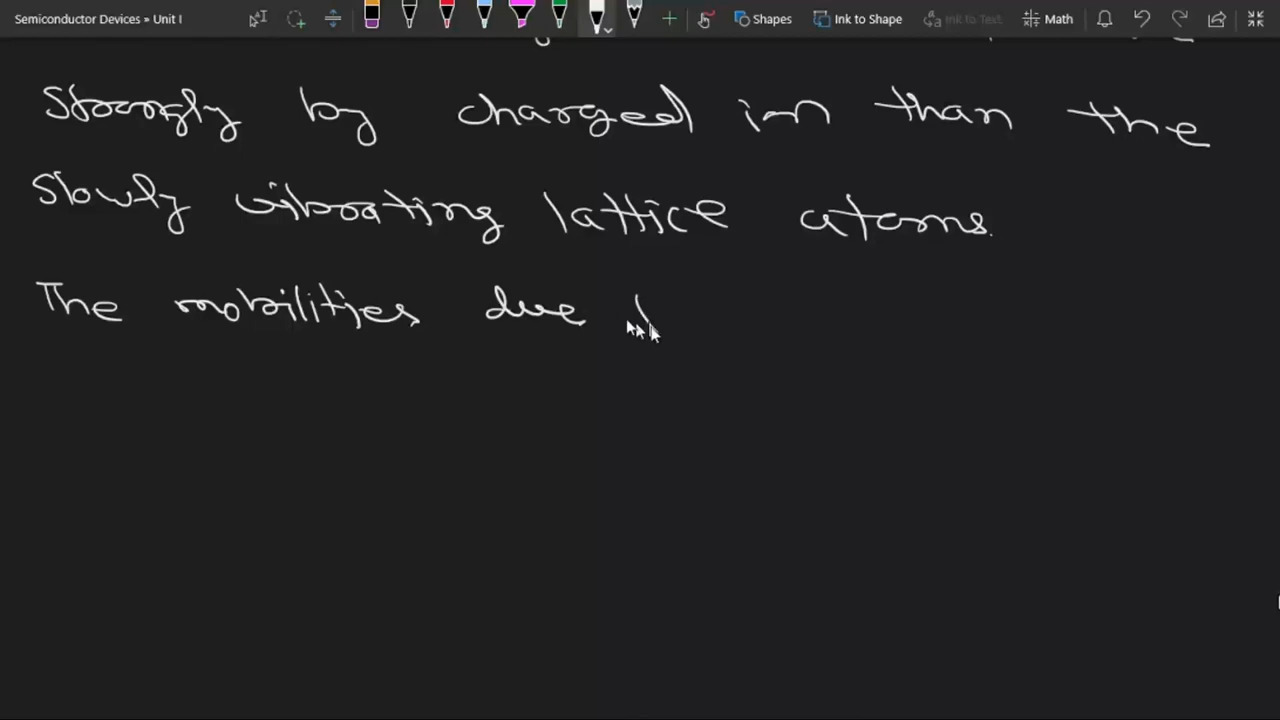 Semiconductor Devices » Unit I Shapes Ink to Shape Ink to Text Math
Strongly by charged ion than the
slowly vibrating lattice atoms.
The mobilities due